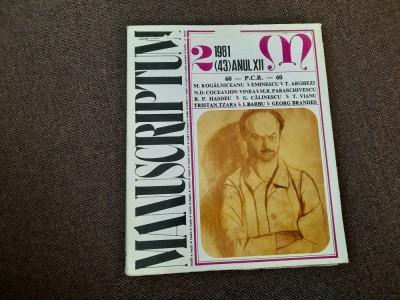 MANUSCRIPTUM
2 1981
(43) ANUL XII
60 — P.C.R. — 60
M. KOGĂLNICEANU EMINESCU T. ARGHEZI
N.D. COCEA ION VINEA M.R. PARASCHIVESCU
B. P. HASDEU G. CĂLINESCU T. VIANU
TRISTAN TZARA I. BARBU GEORG BRANDES